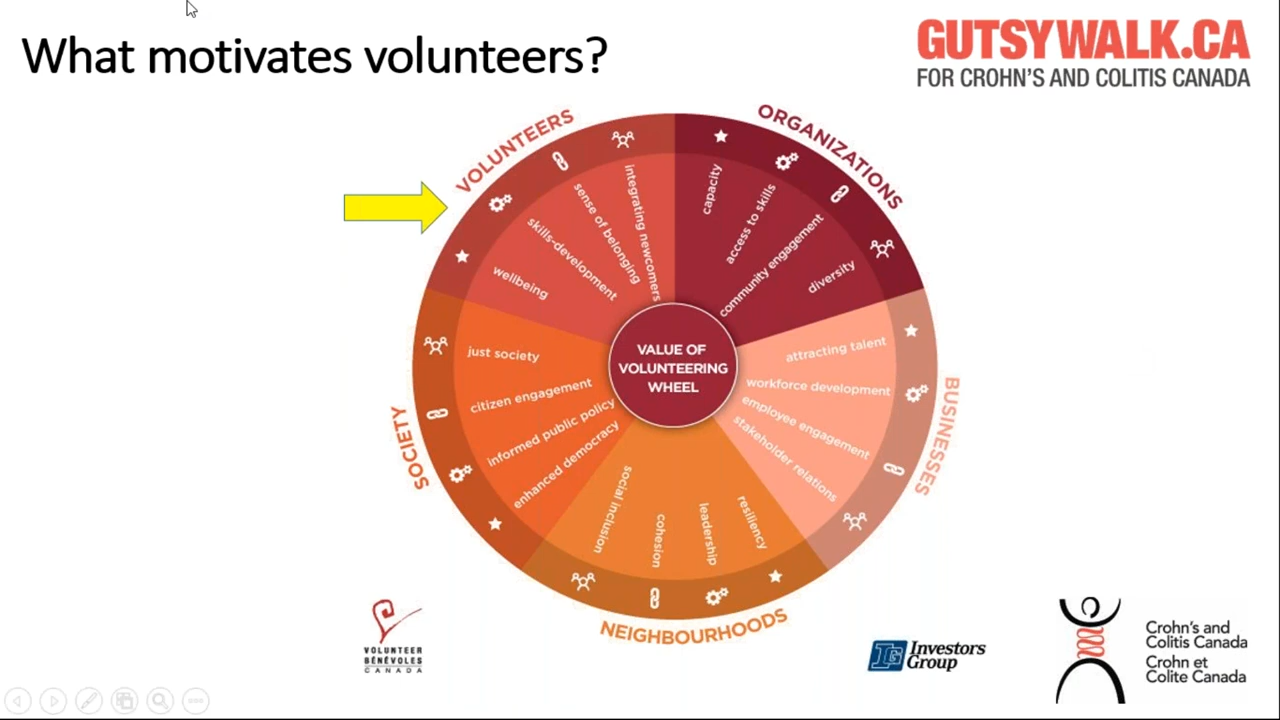 What motivates volunteers?
GUTSYWALK.CA
FOR CROHN'S AND COLITIS CANADA
VOLUNTEERS
wellbeing
skills-development
sense of belonging
integrating newcomers
ORGANIZATIONS
capacity
access to skills
community engagement
diversity
BUSINESSES
attracting talent
workforce development
employee engagement
stakeholder relations
NEIGHBOURHOODS
resiliency
leadership
cohesion
social inclusion
SOCIETY
enhanced democracy
informed public policy
citizen engagement
just society
VALUE OF
VOLUNTEERING
WHEEL
VOLUNTEER
BÉNÉVOLES
CANADA
IG
Investors
Group
Crohn's and
Colitis Canada
Crohn et
Colite Canada